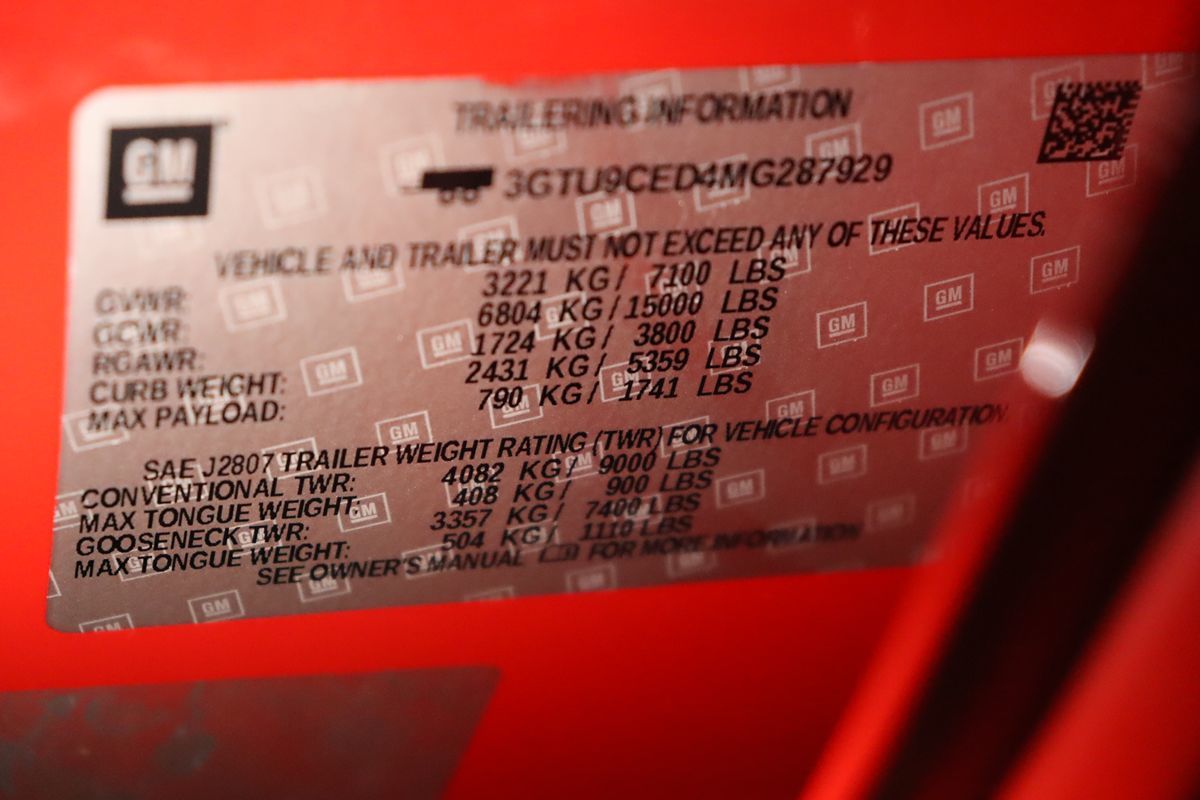 GM
TRAILERING INFORMATION
3GTU9CED4MG287929
VEHICLE AND TRAILER MUST NOT EXCEED ANY OF THESE VALUES.
GVWR: 3221 KG / 7100 LBS
GCWR: 6804 KG / 15000 LBS
RGAWR: 1724 KG / 3800 LBS
CURB WEIGHT: 2431 KG / 5359 LBS
MAX PAYLOAD: 790 KG / 1741 LBS
SAE J2807 TRAILER WEIGHT RATING (TWR) FOR VEHICLE CONFIGURATION
CONVENTIONAL TWR: 4082 KG / 9000 LBS
MAX TONGUE WEIGHT: 408 KG / 900 LBS
GOOSENECK TWR: 3357 KG / 7400 LBS
MAX TONGUE WEIGHT: 504 KG / 1110 LBS
SEE OWNER'S MANUAL FOR MORE INFORMATION